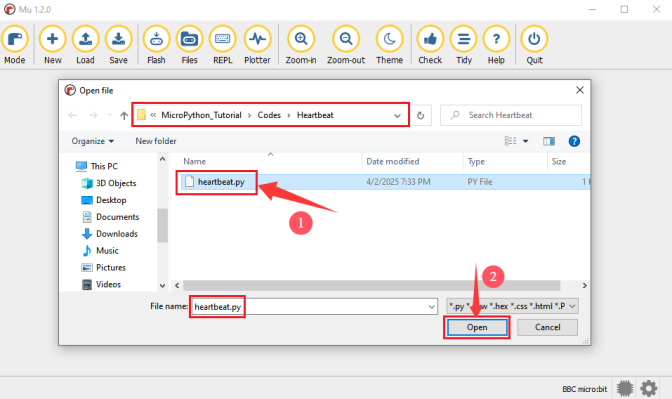 Mu 1.2.0
Mode New Load Save Flash Files REPL Plotter Zoom-in Zoom-out Theme Check Tidy Help Quit
Open file
« MicroPython_Tutorial › Codes › Heartbeat
Search Heartbeat
Organize New folder
Name Date modified Type Size
This PC
heartbeat.py 4/2/2025 7:33 PM PY File 1
3D Objects
Desktop
1
Documents
Downloads
Music
Pictures
2
Videos
File name: heartbeat.py *.py *.hex *.css *.html *.P
Open Cancel
BBC micro:bit